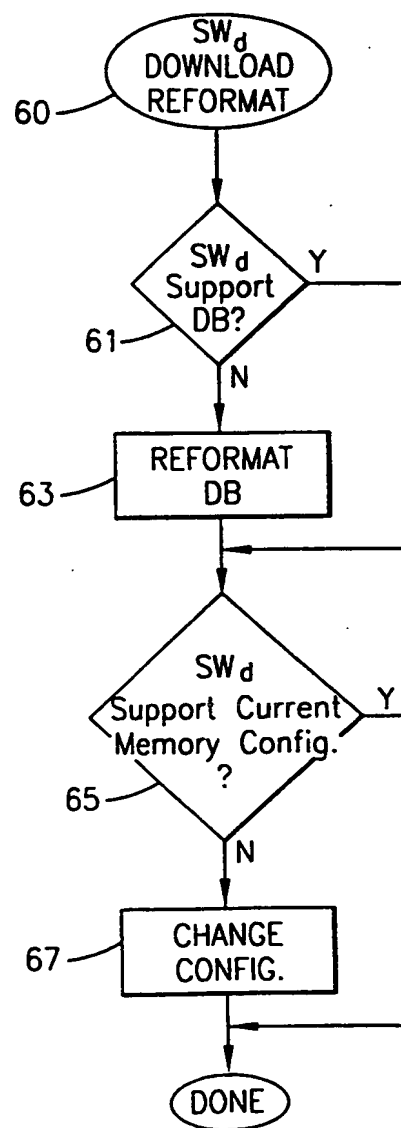 SWd
DOWNLOAD
REFORMAT
60
SWd
Support
DB?
Y
61
N
REFORMAT
DB
63
SWd
Support Current
Memory Config.
?
Y
65
N
CHANGE
CONFIG.
67
DONE